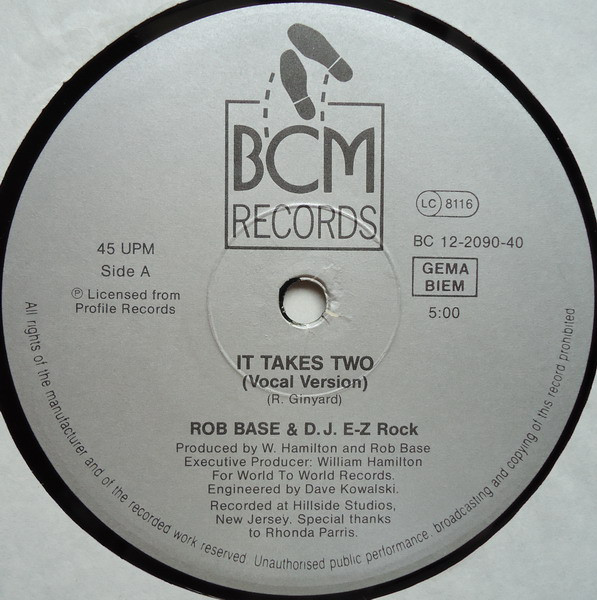 BCM
RECORDS
LC 8116
45 UPM
Side A
Ⓟ Licensed from
Profile Records
BC 12-2090-40
GEMA
BIEM
5:00
IT TAKES TWO
(Vocal Version)
(R. Ginyard)
ROB BASE & D.J. E-Z Rock
Produced by W. Hamilton and Rob Base
Executive Producer: William Hamilton
For World To World Records.
Engineered by Dave Kowalski.
Recorded at Hillside Studios,
New Jersey. Special thanks
to Rhonda Parris.
All rights of the manufacturer and of the recorded work reserved. Unauthorised public performance, broadcasting and copying of this record prohibited